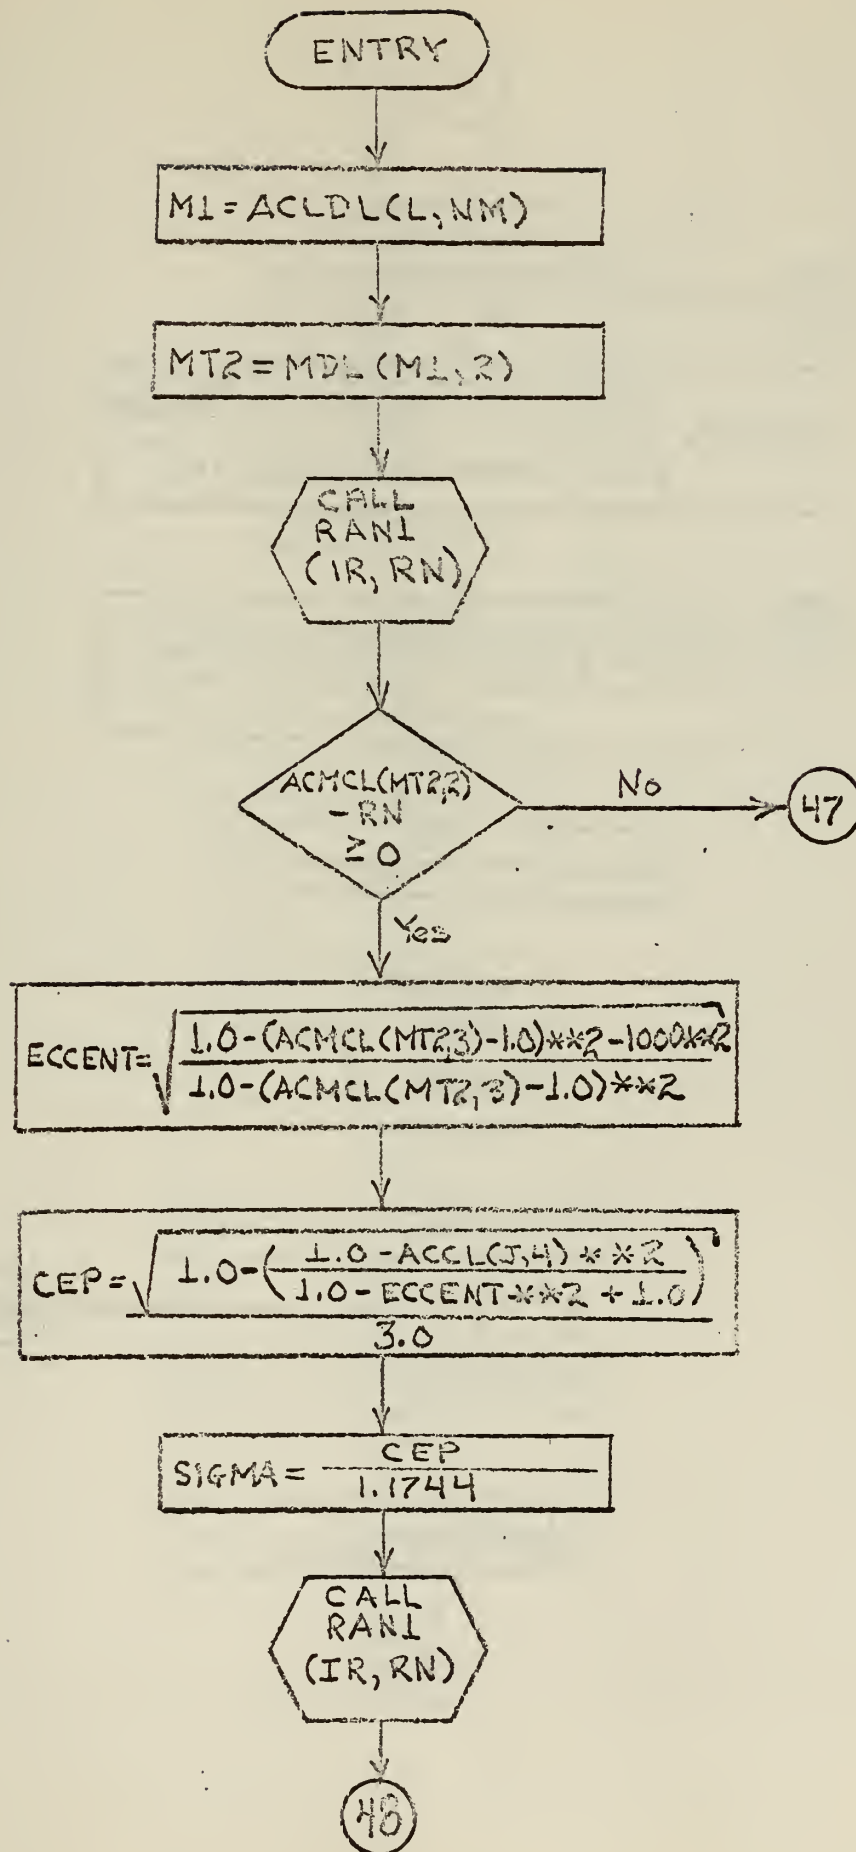 ENTRY
M1=ACLDL(L,NM)
MT2=MDL(M1,2)
CALL
RAN1
(IR,RN)
ACMCL(MT2,2)
-RN
≥0
No
47
Yes
ECCENT=√
1.0-(ACMCL(MT2,3)-1.0)**2-1000**2
1.0-(ACMCL(MT2,3)-1.0)**2
CEP=√
1.0-(
1.0-ACCL(J,4)**2
1.0-ECCENT**2+1.0
)
3.0
SIGMA=
CEP
1.1744
CALL
RAN1
(IR,RN)
48